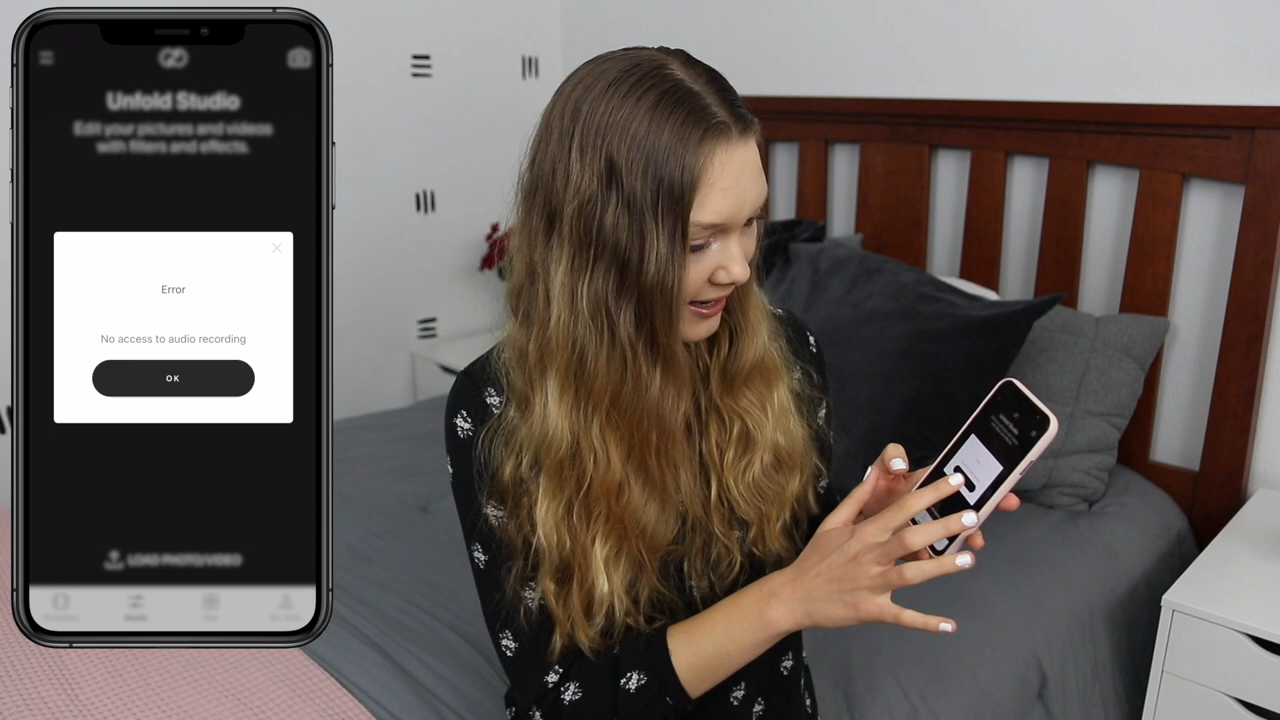 Unfold Studio
Edit your pictures and videos
with filters and effects.
Error
No access to audio recording
OK
LOAD PHOTO/VIDEO
Studio